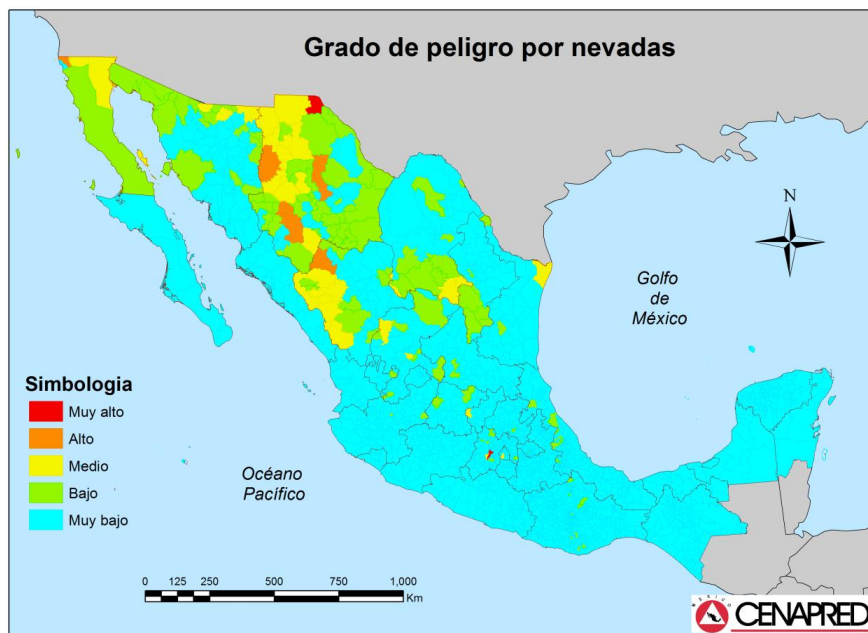 Grado de peligro por nevadas
N
Golfo
de
México
Simbologia
Muy alto
Alto
Medio
Bajo
Muy bajo
Océano
Pacífico
0 125 250 500 750 1,000
Km
MEXICO
CENAPRED